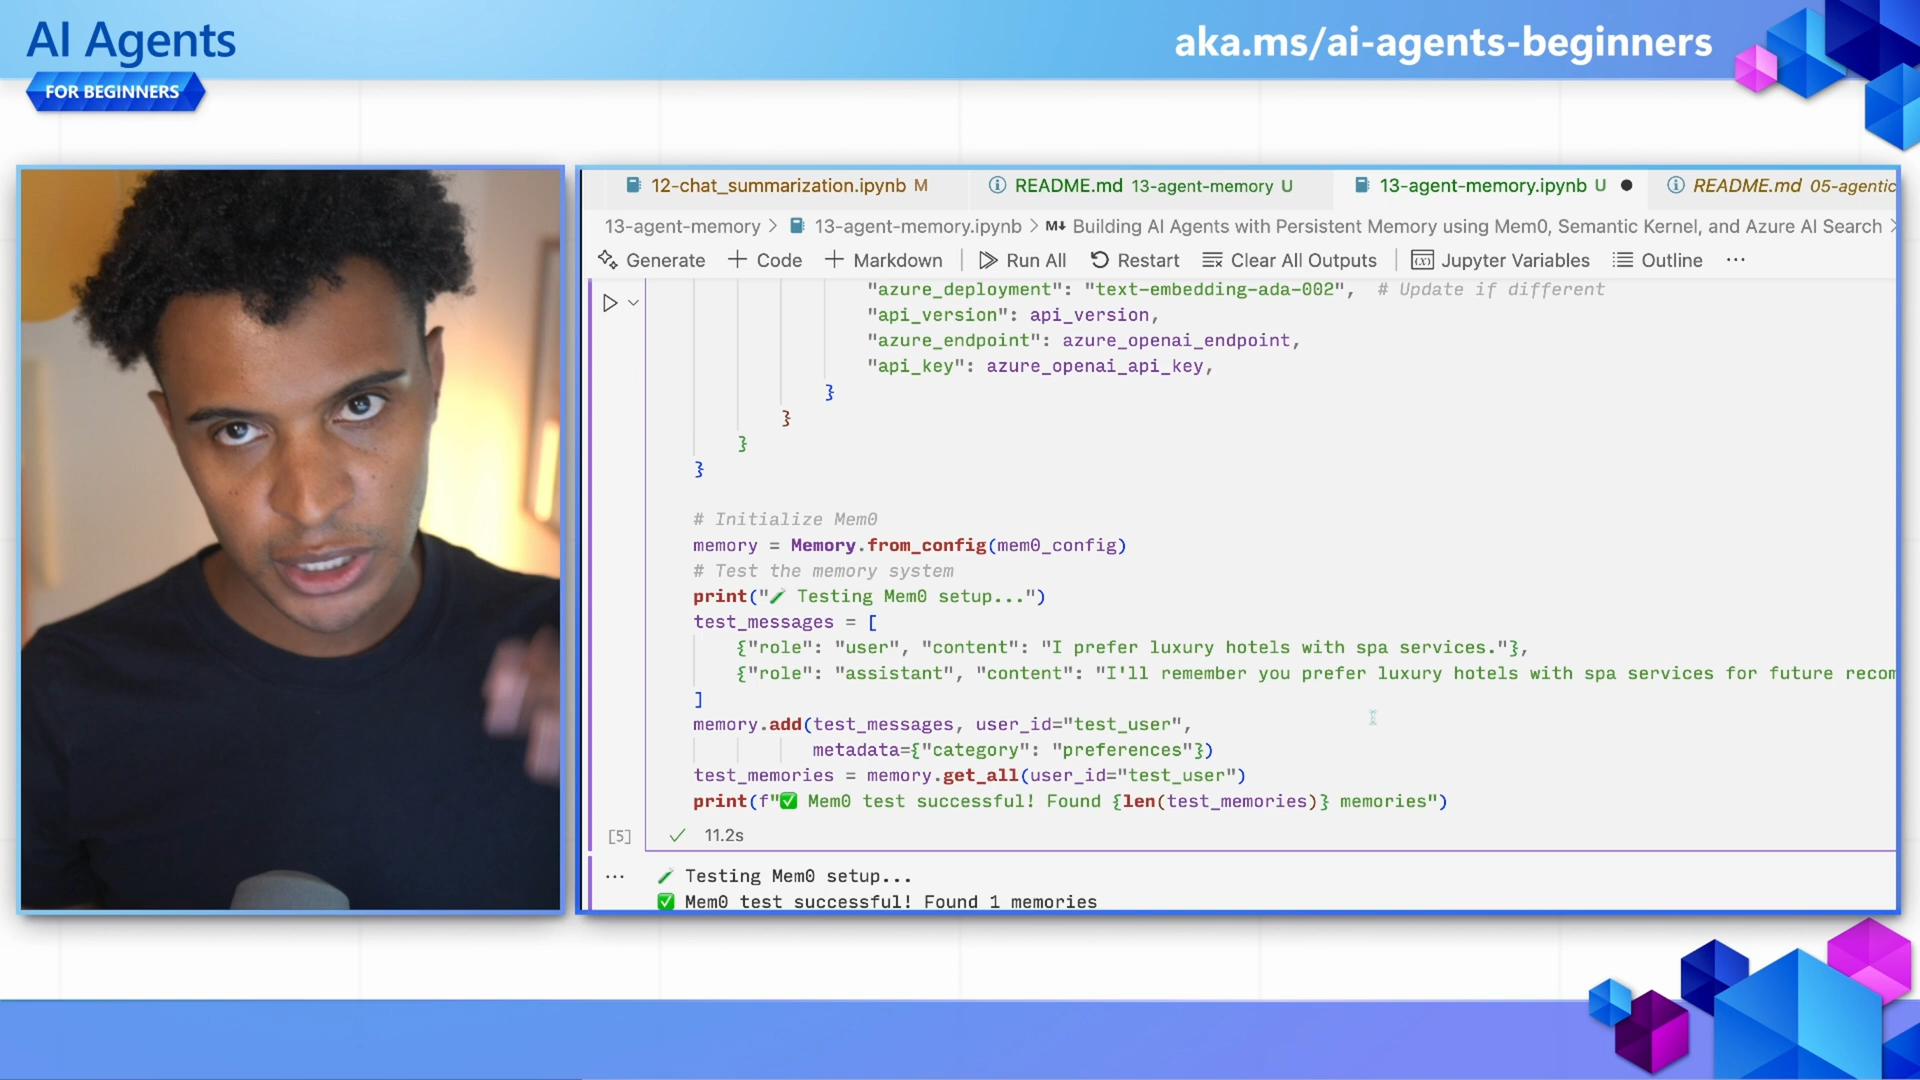 AI Agents
FOR BEGINNERS
aka.ms/ai-agents-beginners
12-chat_summarization.ipynb M
README.md 13-agent-memory U
13-agent-memory.ipynb U
README.md 05-agentic
13-agent-memory > 13-agent-memory.ipynb > M↓ Building AI Agents with Persistent Memory using Mem0, Semantic Kernel, and Azure AI Search >
Generate + Code + Markdown | Run All Restart Clear All Outputs | Jupyter Variables Outline ...
"azure_deployment": "text-embedding-ada-002", # Update if different
"api_version": api_version,
"azure_endpoint": azure_openai_endpoint,
"api_key": azure_openai_api_key,
}
}
}
}
# Initialize Mem0
memory = Memory.from_config(mem0_config)
# Test the memory system
print("🧪 Testing Mem0 setup...")
test_messages = [
{"role": "user", "content": "I prefer luxury hotels with spa services."},
{"role": "assistant", "content": "I'll remember you prefer luxury hotels with spa services for future recom
]
memory.add(test_messages, user_id="test_user",
metadata={"category": "preferences"})
test_memories = memory.get_all(user_id="test_user")
print(f"✅ Mem0 test successful! Found {len(test_memories)} memories")
[5] ✓ 11.2s
... 🧪 Testing Mem0 setup...
✅ Mem0 test successful! Found 1 memories